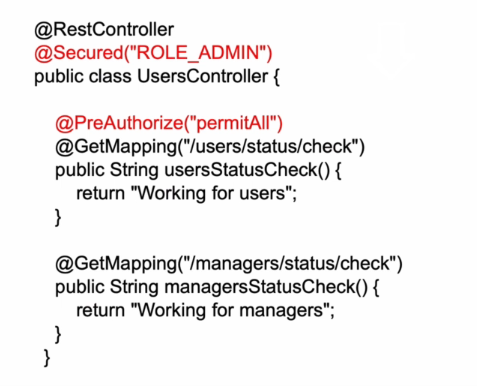 @RestController
@Secured("ROLE_ADMIN")
public class UsersController {
@PreAuthorize("permitAll")
@GetMapping("/users/status/check")
public String usersStatusCheck() {
return "Working for users";
}
@GetMapping("/managers/status/check")
public String managersStatusCheck() {
return "Working for managers";
}
}